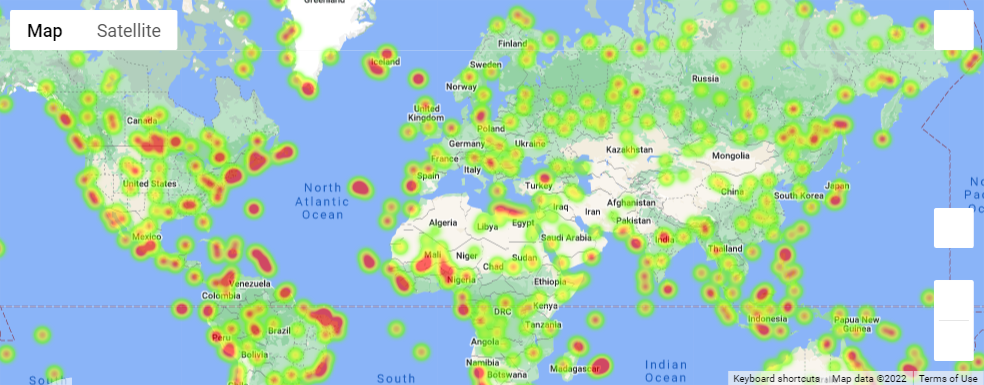 Greenland
Map Satellite
Iceland
Finland
Sweden
Norway
Russia
United
Kingdom
Canada
Poland
Germany
Ukraine
Kazakhstan
Mongolia
France
Italy
Spain
Turkey
United States
North
Atlantic
Ocean
China
South Korea
Japan
Iraq
Iran
Afghanistan
Pakistan
Algeria
Libya
Egypt
Saudi Arabia
India
Mexico
Mali
Niger
Chad
Sudan
Thailand
Nigeria
Ethiopia
Venezuela
Colombia
DRC
Kenya
Tanzania
Indonesia
Papua New
Guinea
Brazil
Peru
Bolivia
Angola
Namibia
Botswana
Madagascar
Indian
Ocean
South
Keyboard shortcuts Map data ©2022 Terms of Use